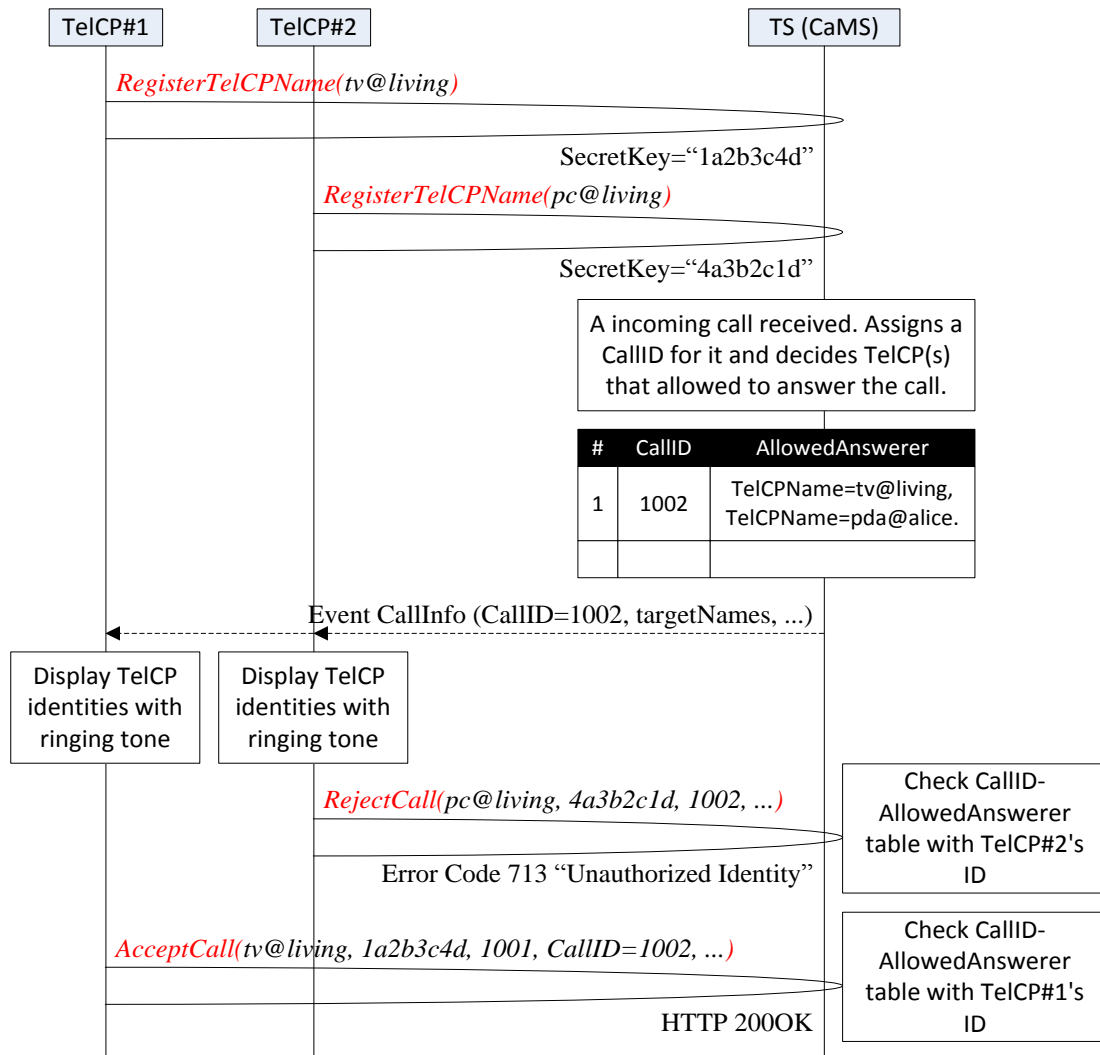 TelCP#1
TelCP#2
TS (CaMS)
RegisterTelCPName(tv@living)
SecretKey=“1a2b3c4d”
RegisterTelCPName(pc@living)
SecretKey=“4a3b2c1d”
A incoming call received. Assigns a
CallID for it and decides TelCP(s)
that allowed to answer the call.
# CallID AllowedAnswerer
1 1002 TelCPName=tv@living,
TelCPName=pda@alice.
Event CallInfo (CallID=1002, targetNames, ...)
Display TelCP
identities with
ringing tone
Display TelCP
identities with
ringing tone
RejectCall(pc@living, 4a3b2c1d, 1002, ...)
Check CallID-
AllowedAnswerer
table with TelCP#2's
ID
Error Code 713 “Unauthorized Identity”
AcceptCall(tv@living, 1a2b3c4d, 1001, CallID=1002, ...)
Check CallID-
AllowedAnswerer
table with TelCP#1's
ID
HTTP 200OK